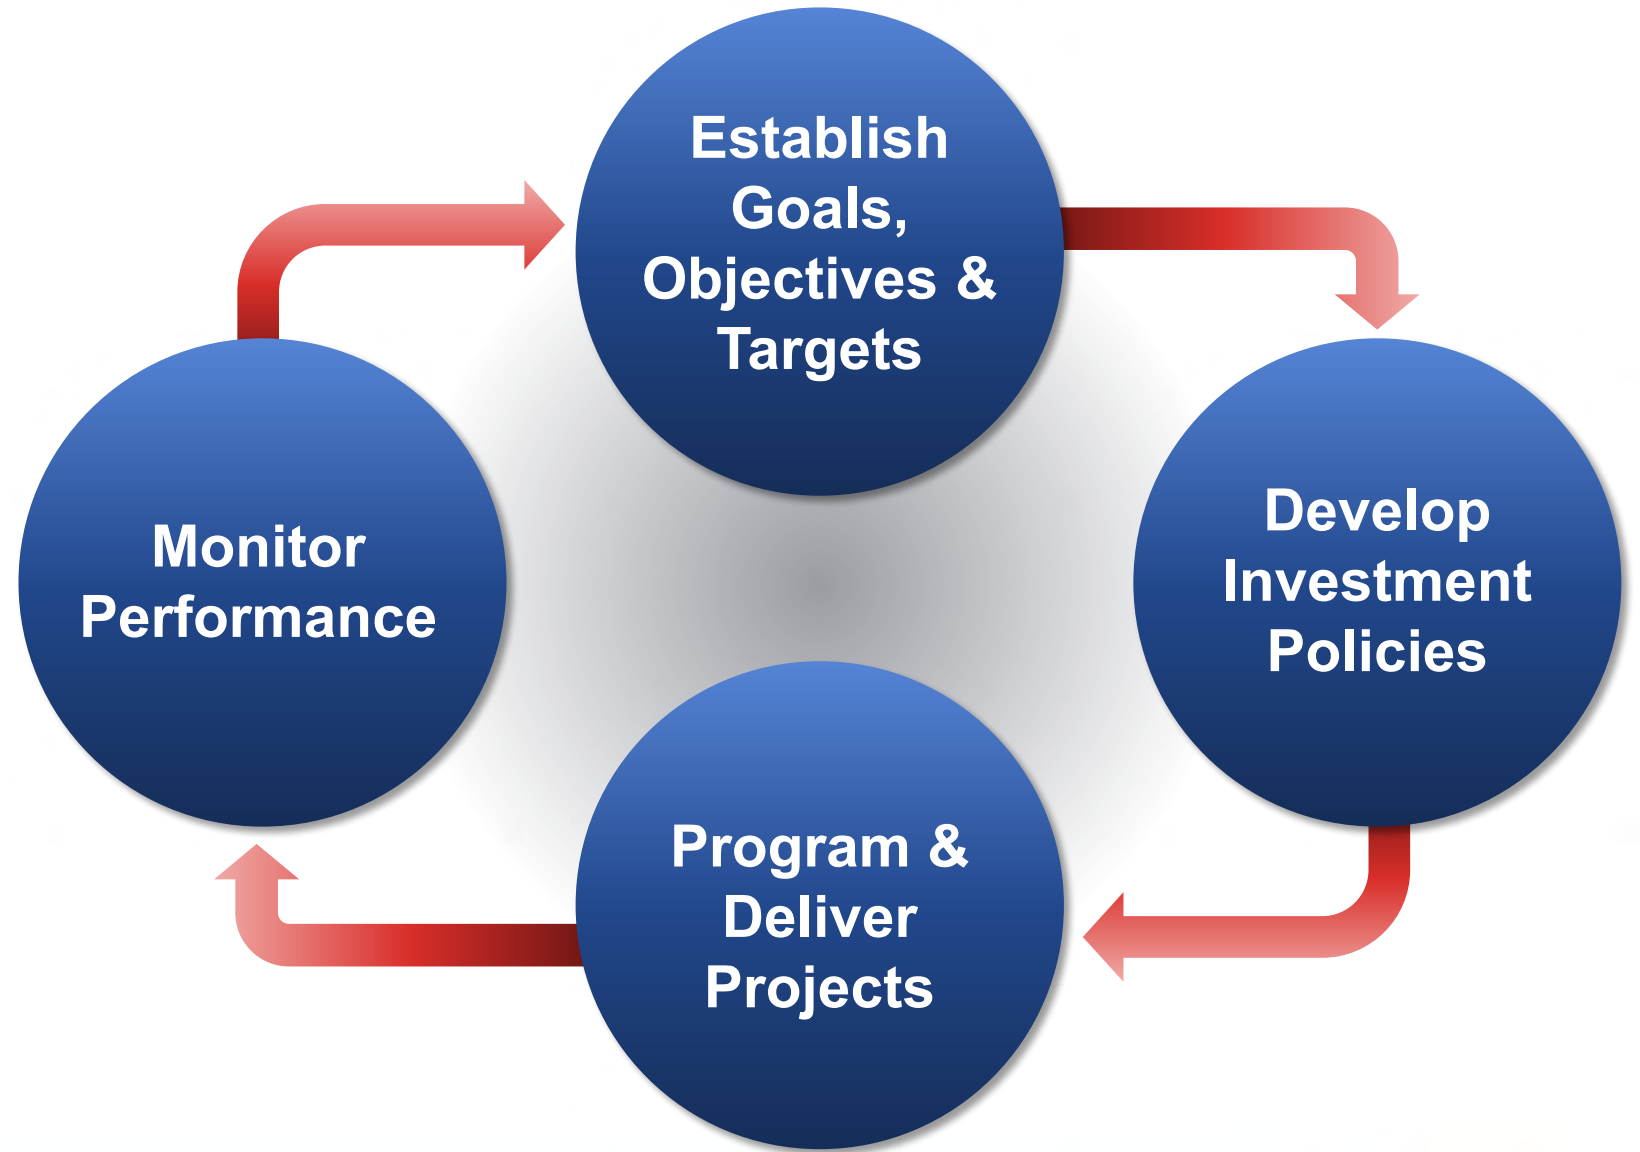 Establish
Goals,
Objectives &
Targets
Develop
Investment
Policies
Program &
Deliver
Projects
Monitor
Performance